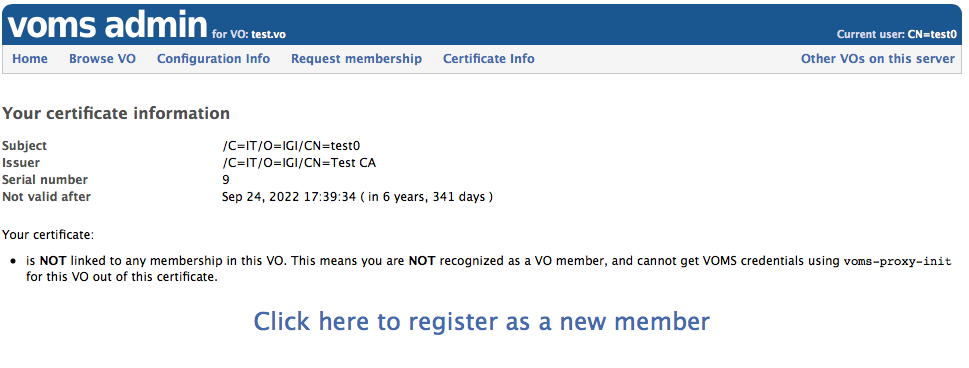 voms admin for VO: test.vo Current user: CN=test0
Home Browse VO Configuration Info Request membership Certificate Info Other VOs on this server
Your certificate information
Subject /C=IT/O=IGI/CN=test0
Issuer /C=IT/O=IGI/CN=Test CA
Serial number 9
Not valid after Sep 24, 2022 17:39:34 ( in 6 years, 341 days )
Your certificate:
• is NOT linked to any membership in this VO. This means you are NOT recognized as a VO member, and cannot get VOMS credentials using voms-proxy-init
for this VO out of this certificate.
Click here to register as a new member